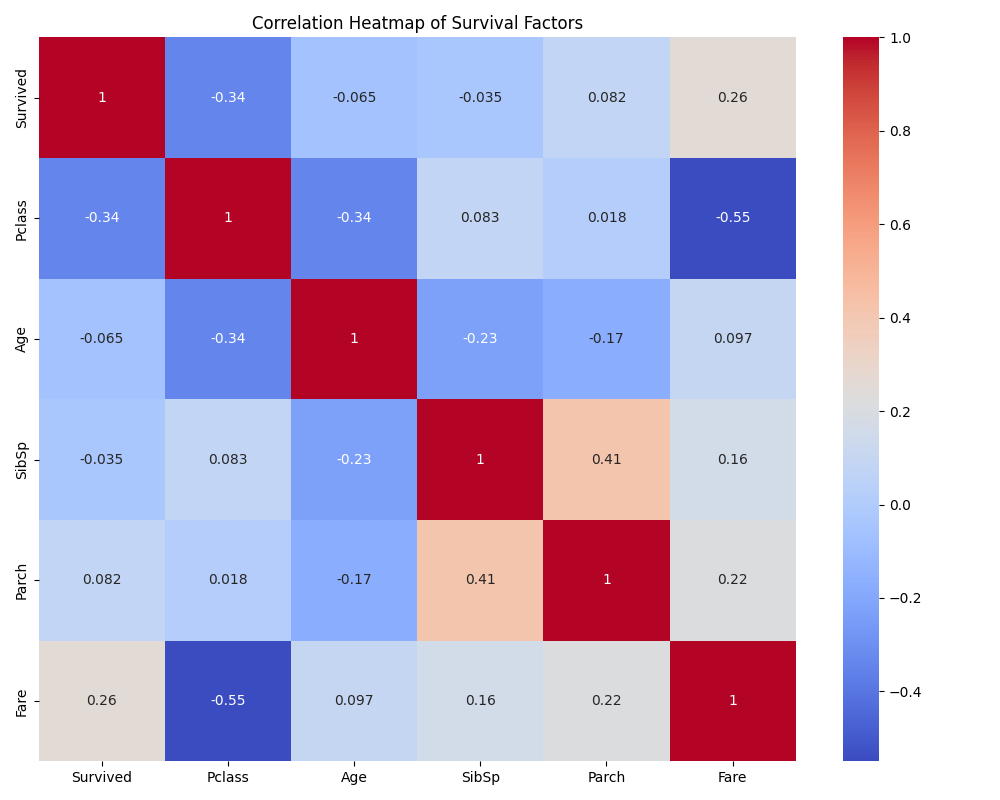 Correlation Heatmap of Survival Factors
Survived 1 -0.34 -0.065 -0.035 0.082 0.26
Pclass -0.34 1 -0.34 0.083 0.018 -0.55
Age -0.065 -0.34 1 -0.23 -0.17 0.097
SibSp -0.035 0.083 -0.23 1 0.41 0.16
Parch 0.082 0.018 -0.17 0.41 1 0.22
Fare 0.26 -0.55 0.097 0.16 0.22 1
Survived Pclass Age SibSp Parch Fare
1.0
0.8
0.6
0.4
0.2
0.0
−0.2
−0.4